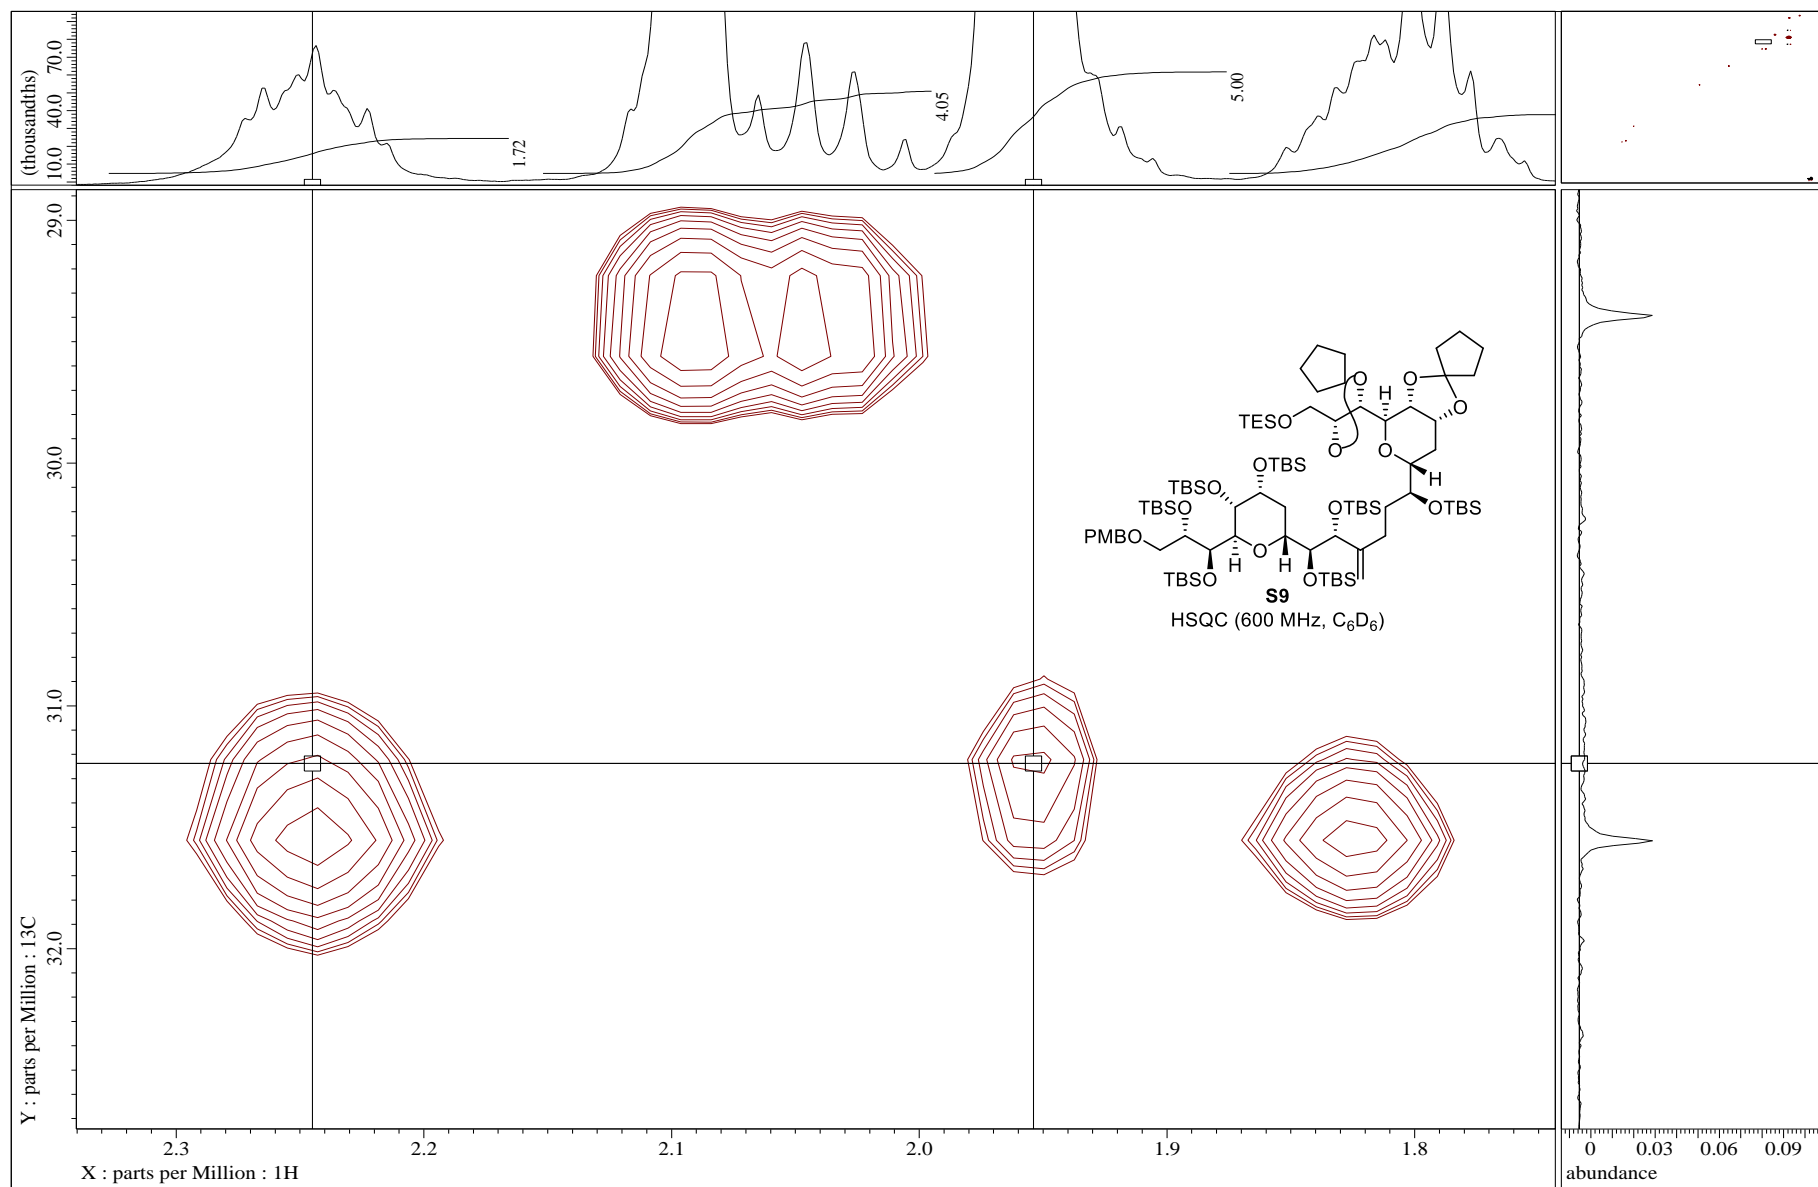 (thousandths)
10.0 40.0 70.0
1.72
4.05
5.00
29.0
30.0
31.0
32.0
Y : parts per Million : 13C
O
O
H
TESO
O
O
O
H
OTBS
TBSO
TBSO
OTBS
OTBS
PMBO
O
H
H
TBSO
OTBS
S9
HSQC (600 MHz, C₆D₆)
2.3 2.2 2.1 2.0 1.9 1.8
X : parts per Million : 1H
0 0.03 0.06 0.09
abundance